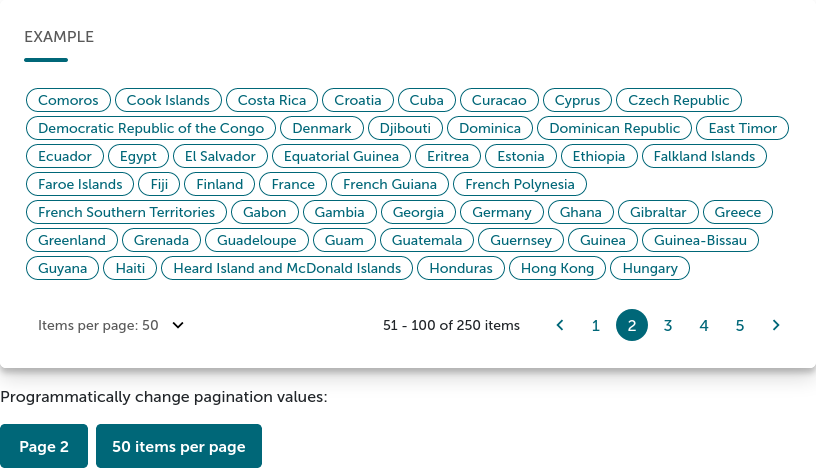 EXAMPLE
Comoros Cook Islands Costa Rica Croatia Cuba Curacao Cyprus Czech Republic
Democratic Republic of the Congo Denmark Djibouti Dominica Dominican Republic East Timor
Ecuador Egypt El Salvador Equatorial Guinea Eritrea Estonia Ethiopia Falkland Islands
Faroe Islands Fiji Finland France French Guiana French Polynesia
French Southern Territories Gabon Gambia Georgia Germany Ghana Gibraltar Greece
Greenland Grenada Guadeloupe Guam Guatemala Guernsey Guinea Guinea-Bissau
Guyana Haiti Heard Island and McDonald Islands Honduras Hong Kong Hungary
Items per page: 50 51 - 100 of 250 items 1 2 3 4 5
Programmatically change pagination values:
Page 2 50 items per page